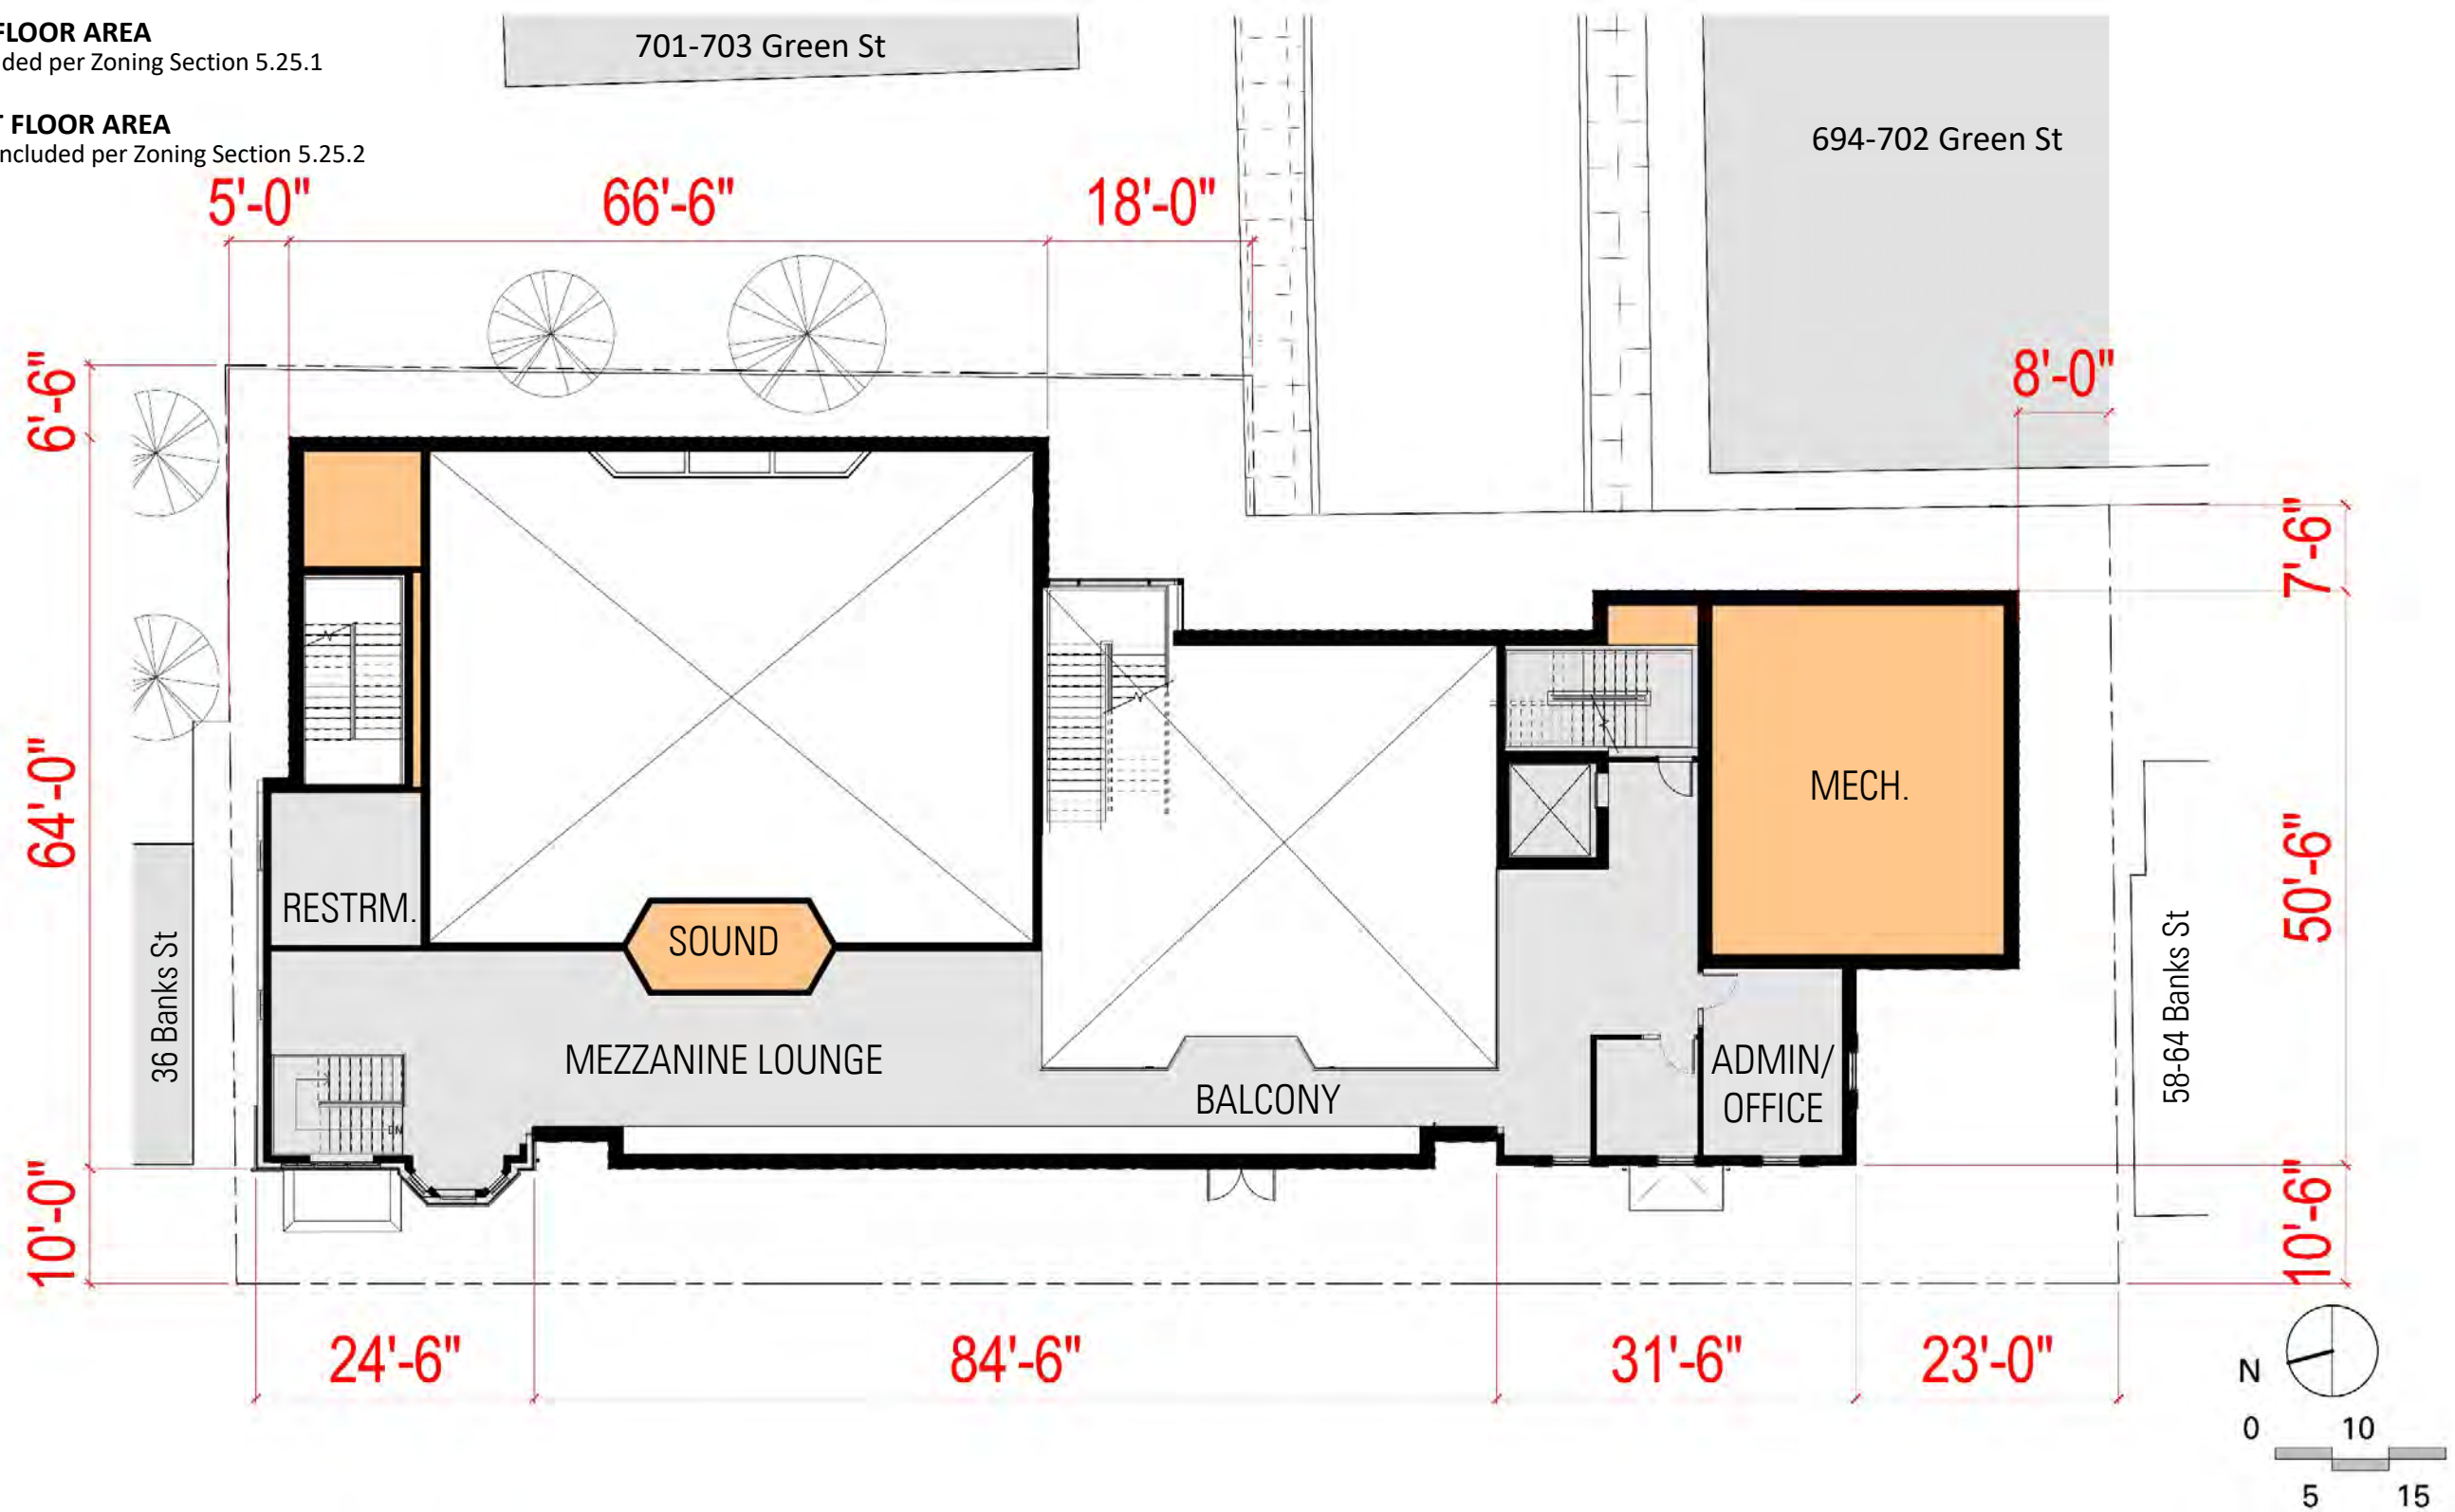 FLOOR AREA
ded per Zoning Section 5.25.1
FLOOR AREA
ncluded per Zoning Section 5.25.2
701-703 Green St
694-702 Green St
5'-0"
66'-6"
18'-0"
8'-0"
6'-6"
64'-0"
10'-0"
7'-6"
50'-6"
10'-6"
MECH.
RESTRM.
SOUND
MEZZANINE LOUNGE
BALCONY
ADMIN/
OFFICE
DN
36 Banks St
58-64 Banks St
24'-6"
84'-6"
31'-6"
23'-0"
N
0 10
5 15